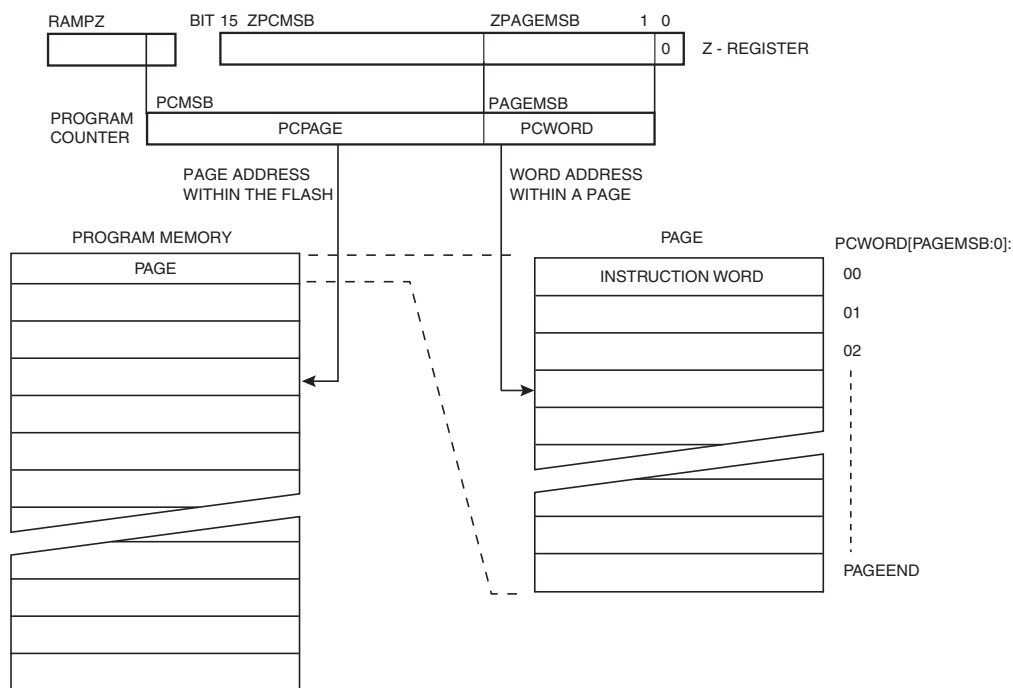 RAMPZ
BIT 15 ZPCMSB ZPAGEMSB 1 0
0 Z - REGISTER
PCMSB PAGEMSB
PROGRAM
COUNTER
PCPAGE PCWORD
PAGE ADDRESS
WITHIN THE FLASH
WORD ADDRESS
WITHIN A PAGE
PROGRAM MEMORY
PAGE
PAGE
PCWORD[PAGEMSB:0]:
INSTRUCTION WORD
00
01
02
PAGEEND